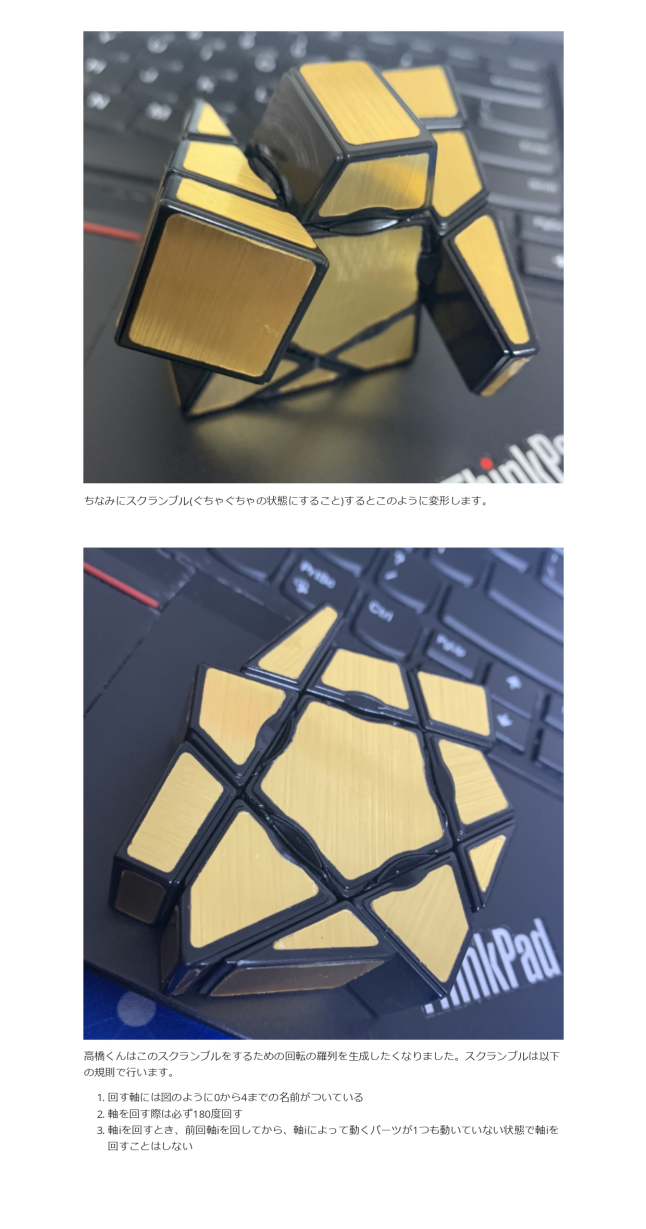 ThinkPa
ちなみにスクランブル(ぐちゃぐちゃの状態にすること)するとこのように変形します。
PrtSc
Ctrl
PgUp
ThinkPad
高橋くんはこのスクランブルをするための回転の羅列を生成したくなりました。スクランブルは以下
の規則で行います。
1. 回す軸には図のように0から4までの名前がついている
2. 軸を回す際は必ず180度回す
3. 軸iを回すとき、前回軸iを回してから、軸iによって動くパーツが1つも動いていない状態で軸iを
回すことはしない